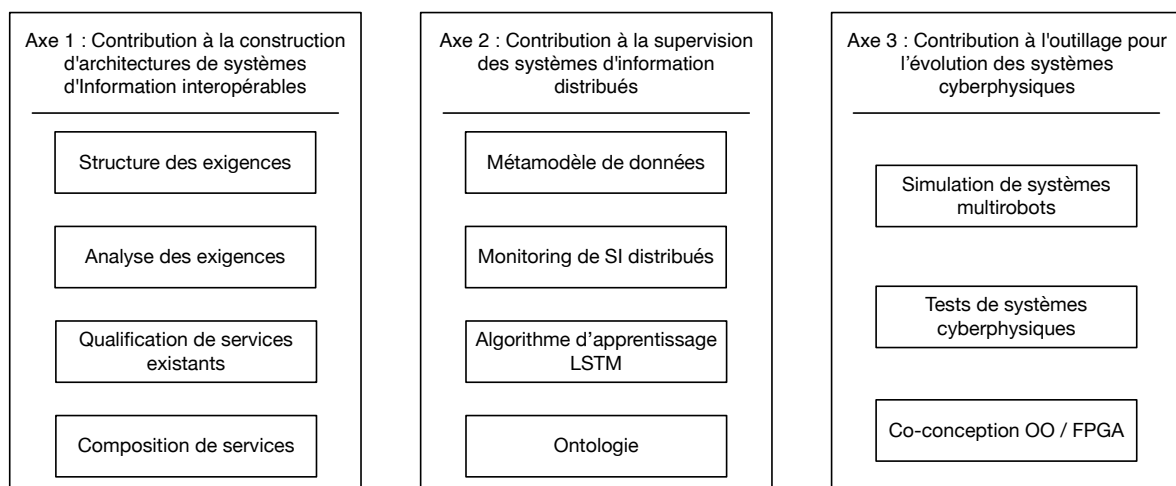 Axe 1 : Contribution à la construction
d'architectures de systèmes
d'Information interopérables
Structure des exigences
Analyse des exigences
Qualification de services
existants
Composition de services
Axe 2 : Contribution à la supervision
des systèmes d'information
distribués
Métamodèle de données
Monitoring de SI distribués
Algorithme d’apprentissage
LSTM
Ontologie
Axe 3 : Contribution à l'outillage pour
l’évolution des systèmes
cyberphysiques
Simulation de systèmes
multirobots
Tests de systèmes
cyberphysiques
Co-conception OO / FPGA